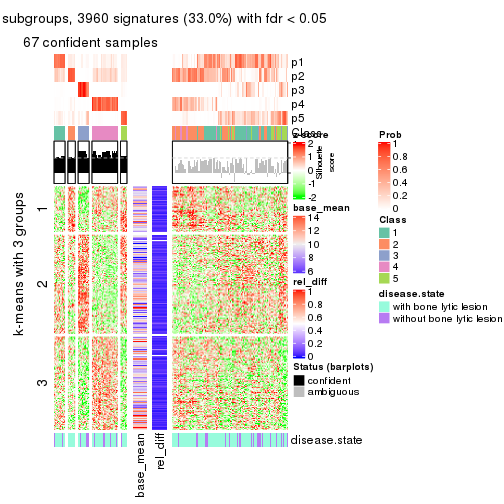 subgroups, 3960 signatures (33.0%) with fdr < 0.05
67 confident samples
p1
p2
p3
p4
p5
Class
Silhouette
score
k-means with 3 groups
1
2
3
base_mean
rel_diff
disease.state
z-score
2
1
0
-1
-2
base_mean
14
12
10
8
6
rel_diff
1
0.8
0.6
0.4
0.2
0
Status (barplots)
confident
ambiguous
Prob
1
0.8
0.6
0.4
0.2
0
Class
1
2
3
4
5
disease.state
with bone lytic lesion
without bone lytic lesion